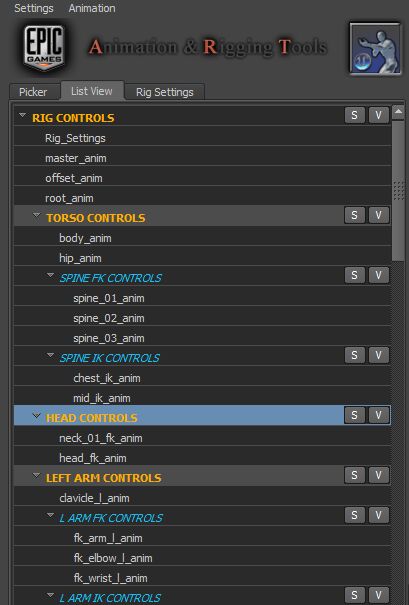 Settings Animation
EPIC
GAMES
Animation & Rigging Tools
Picker List View Rig Settings
RIG CONTROLS S V
Rig_Settings
master_anim
offset_anim
root_anim
TORSO CONTROLS S V
body_anim
hip_anim
SPINE FK CONTROLS S V
spine_01_anim
spine_02_anim
spine_03_anim
SPINE IK CONTROLS S V
chest_ik_anim
mid_ik_anim
HEAD CONTROLS S V
neck_01_fk_anim
head_fk_anim
LEFT ARM CONTROLS S V
clavicle_l_anim
L ARM FK CONTROLS S V
fk_arm_l_anim
fk_elbow_l_anim
fk_wrist_l_anim
L ARM IK CONTROLS S V